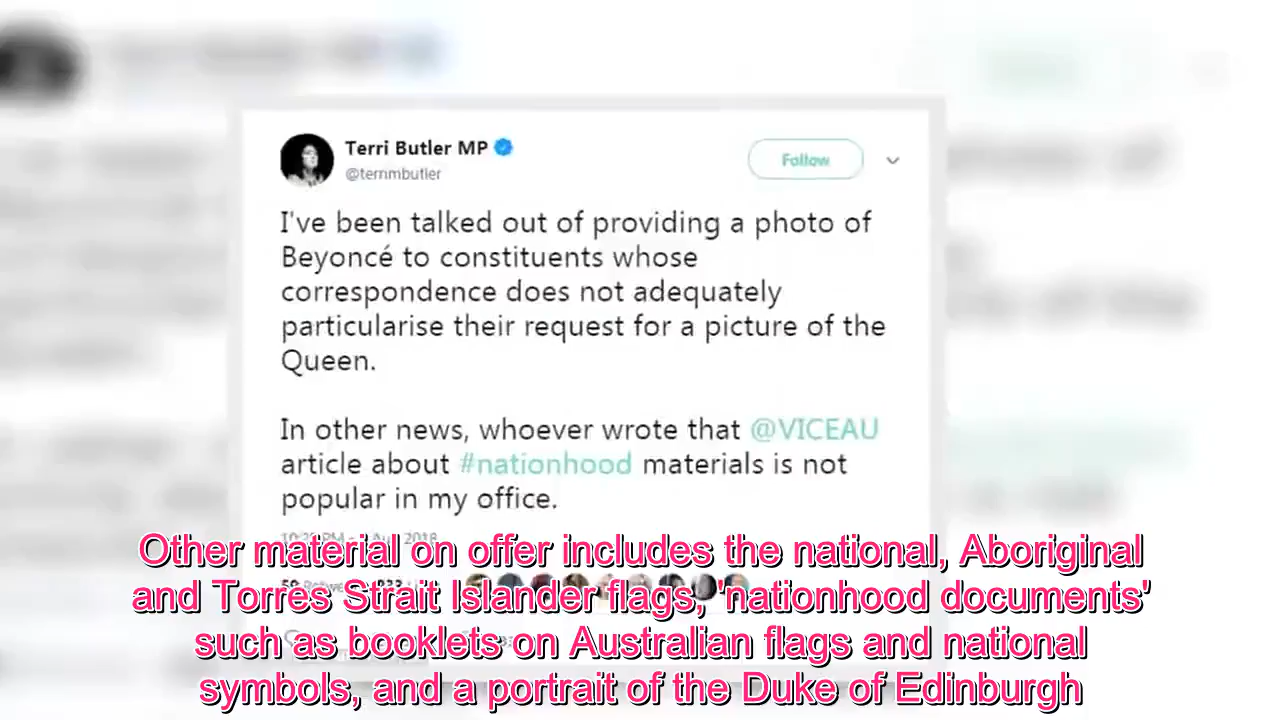 Terri Butler MP
@terrimbutler
Follow
I've been talked out of providing a photo of
Beyoncé to constituents whose
correspondence does not adequately
particularise their request for a picture of the
Queen.
In other news, whoever wrote that @VICEAU
article about #nationhood materials is not
popular in my office.
Other material on offer includes the national, Aboriginal
and Torres Strait Islander flags, 'nationhood documents'
such as booklets on Australian flags and national
symbols, and a portrait of the Duke of Edinburgh